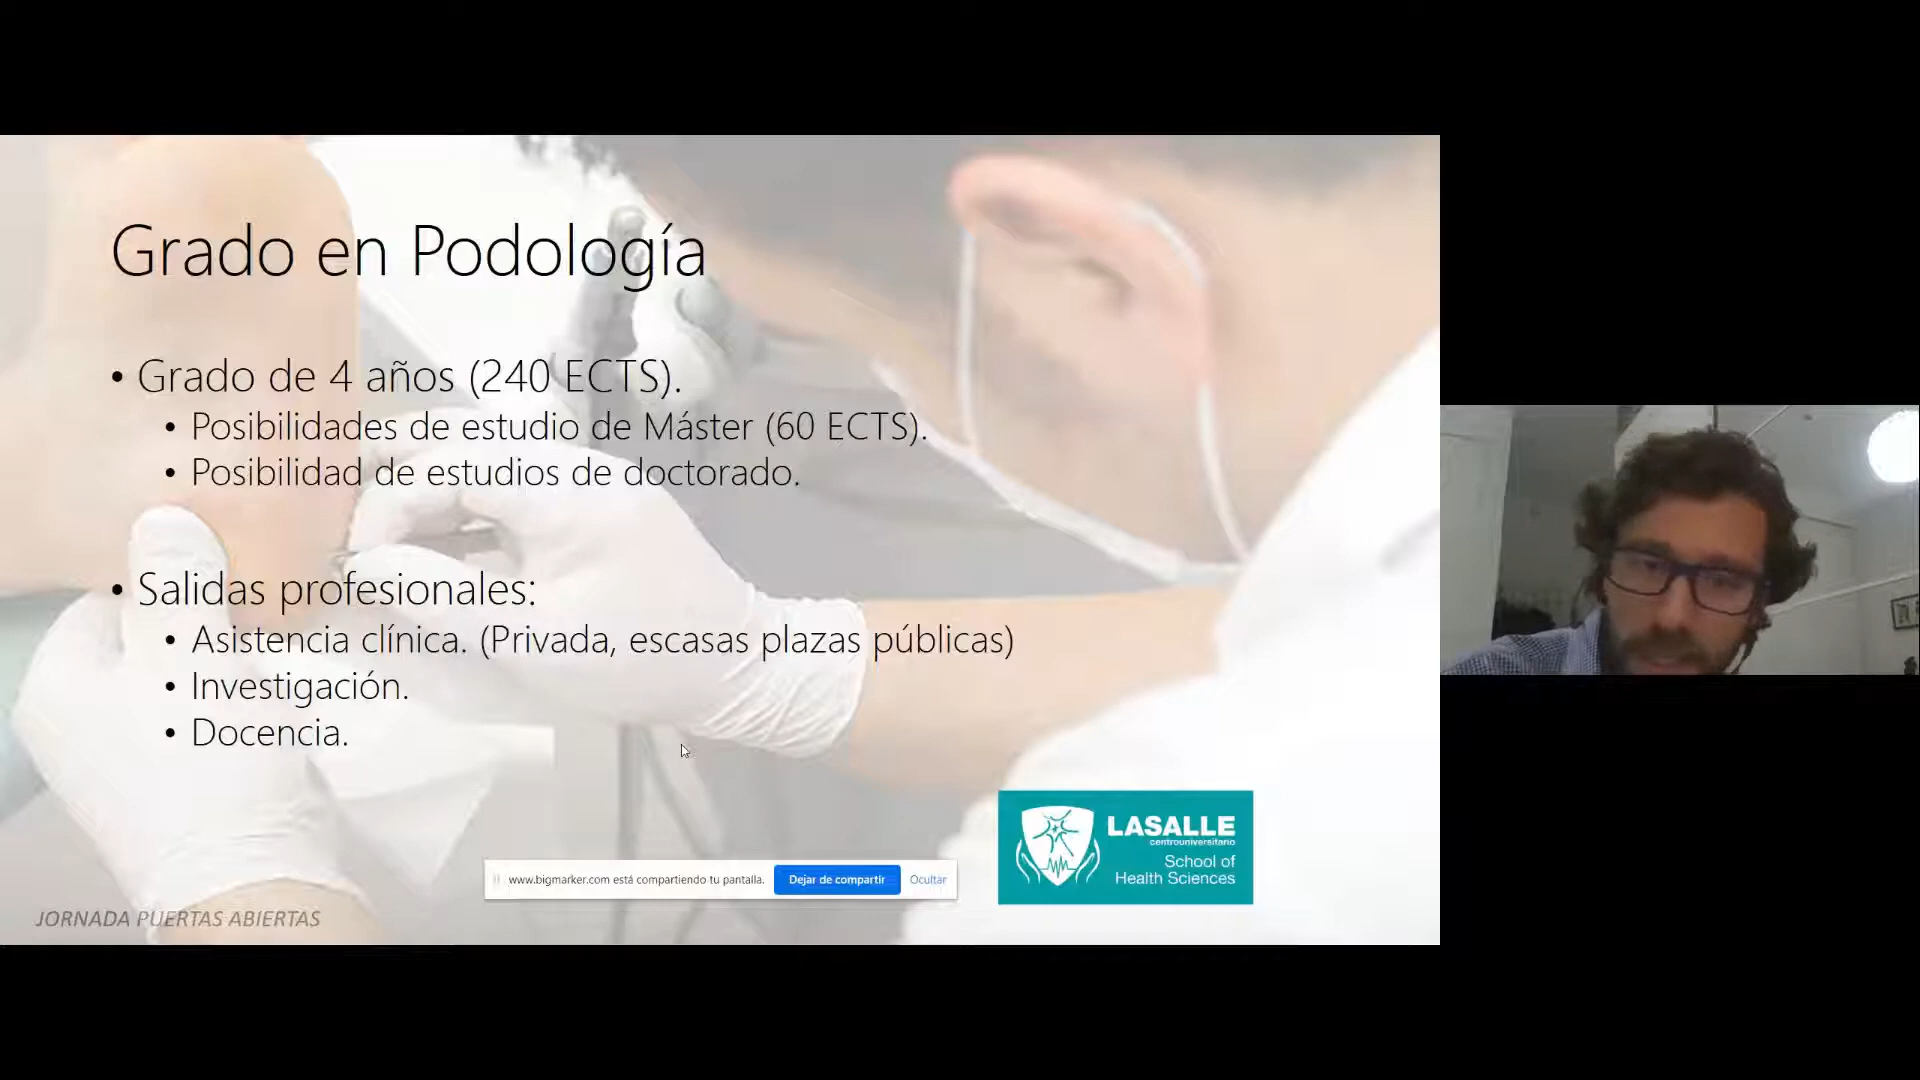 Grado en Podología
• Grado de 4 años (240 ECTS).
• Posibilidades de estudio de Máster (60 ECTS).
• Posibilidad de estudios de doctorado.
• Salidas profesionales:
• Asistencia clínica. (Privada, escasas plazas públicas)
• Investigación.
• Docencia.
LASALLE
centrouniversitario
School of
Health Sciences
www.bigmarker.com está compartiendo tu pantalla. Dejar de compartir Ocultar
JORNADA PUERTAS ABIERTAS